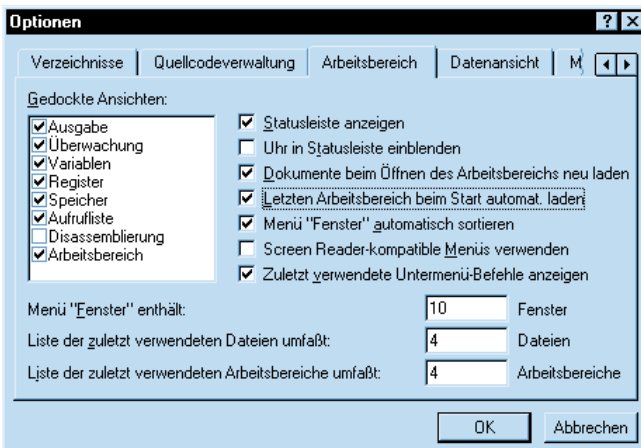 Optionen
Verzeichnisse Quellcodeverwaltung Arbeitsbereich Datenansicht M
Gedockte Ansichten:
Ausgabe
Überwachung
Variablen
Register
Speicher
Aufrufliste
Disassemblierung
Arbeitsbereich
Statusleiste anzeigen
Uhr in Statusleiste einblenden
Dokumente beim Öffnen des Arbeitsbereichs neu laden
Letzten Arbeitsbereich beim Start automat. laden
Menü "Fenster" automatisch sortieren
Screen Reader-kompatible Menüs verwenden
Zuletzt verwendete Untermenü-Befehle anzeigen
Menü "Fenster" enthält: 10 Fenster
Liste der zuletzt verwendeten Dateien umfaßt: 4 Dateien
Liste der zuletzt verwendeten Arbeitsbereiche umfaßt: 4 Arbeitsbereiche
OK Abbrechen